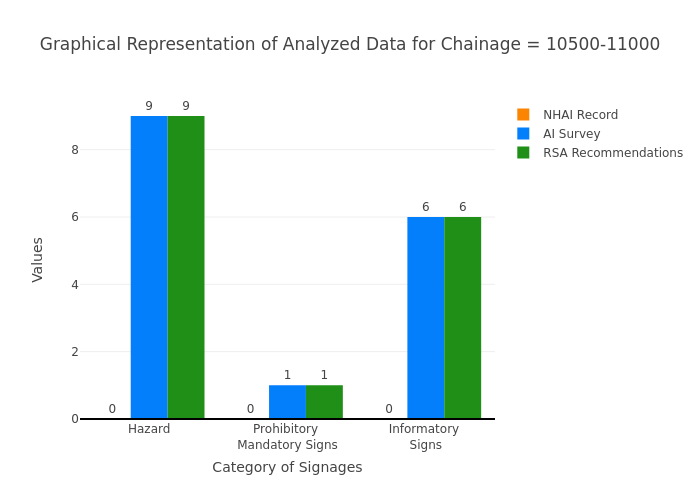 Graphical Representation of Analyzed Data for Chainage = 10500-11000
NHAI Record
AI Survey
RSA Recommendations
Values
8
6
4
2
0
9
9
0
1
1
0
6
6
0
Hazard
Prohibitory
Mandatory Signs
Informatory
Signs
Category of Signages